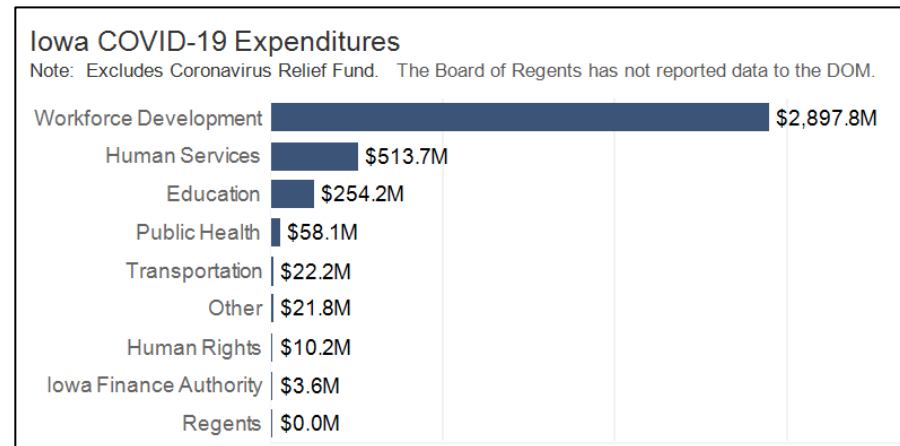 Iowa COVID-19 Expenditures
Note: Excludes Coronavirus Relief Fund. The Board of Regents has not reported data to the DOM.
Workforce Development $2,897.8M
Human Services $513.7M
Education $254.2M
Public Health $58.1M
Transportation $22.2M
Other $21.8M
Human Rights $10.2M
Iowa Finance Authority $3.6M
Regents $0.0M